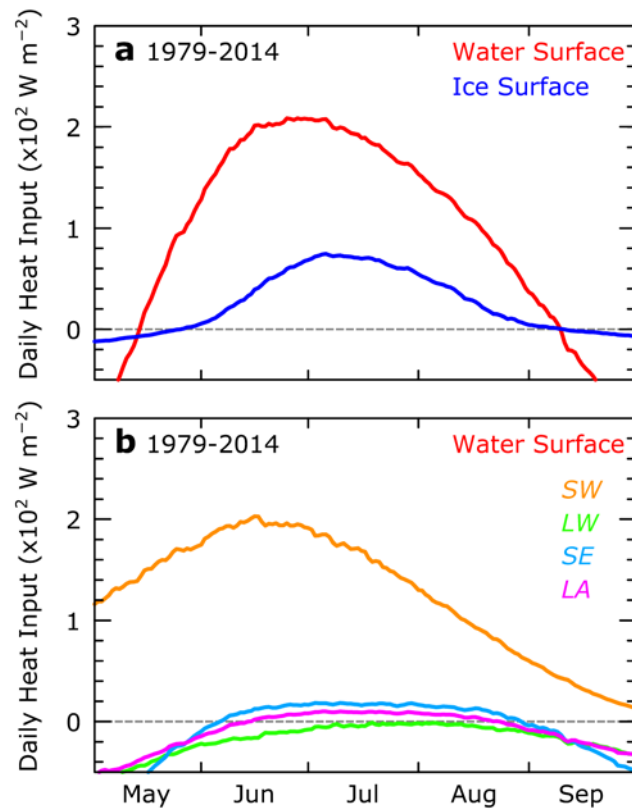 3
2
1
0
Daily Heat Input (x10² W m⁻²)
a 1979-2014
Water Surface
Ice Surface
3
2
1
0
Daily Heat Input (x10² W m⁻²)
b 1979-2014
Water Surface
SW
LW
SE
LA
May Jun Jul Aug Sep